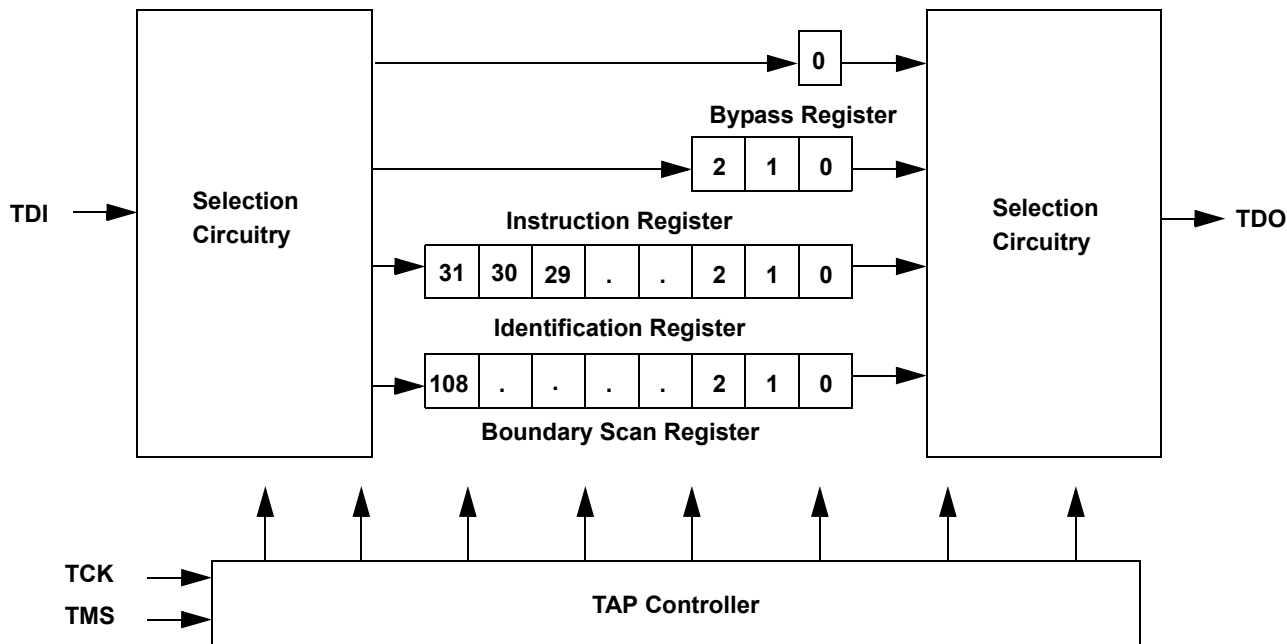 0
Bypass Register
2 1 0
Selection
Circuitry
Selection
Circuitry
TDI
TDO
Instruction Register
31 30 29 . . 2 1 0
Identification Register
108 . . . . 2 1 0
Boundary Scan Register
TCK
TMS
TAP Controller